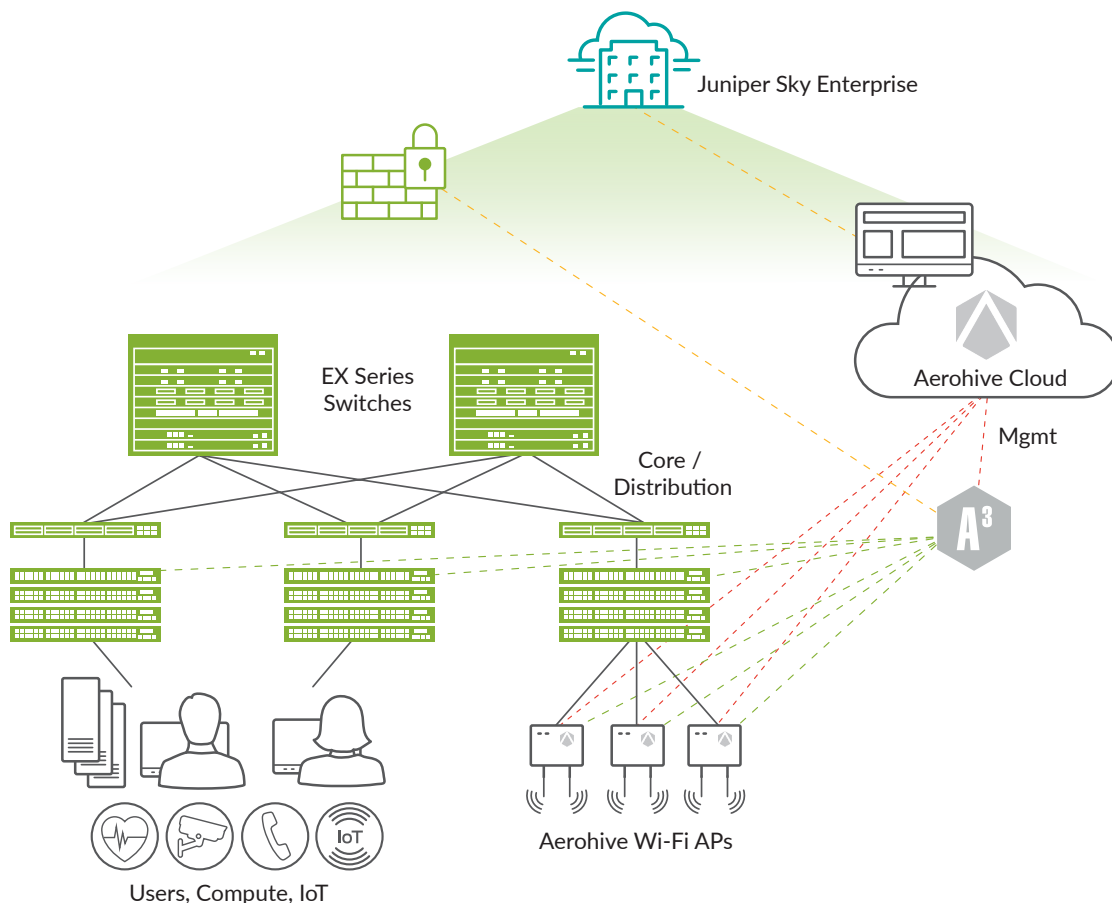 Juniper Sky Enterprise
Aerohive Cloud
EX Series
Switches
Mgmt
Core /
Distribution
A³
IoT
Aerohive Wi-Fi APs
Users, Compute, IoT